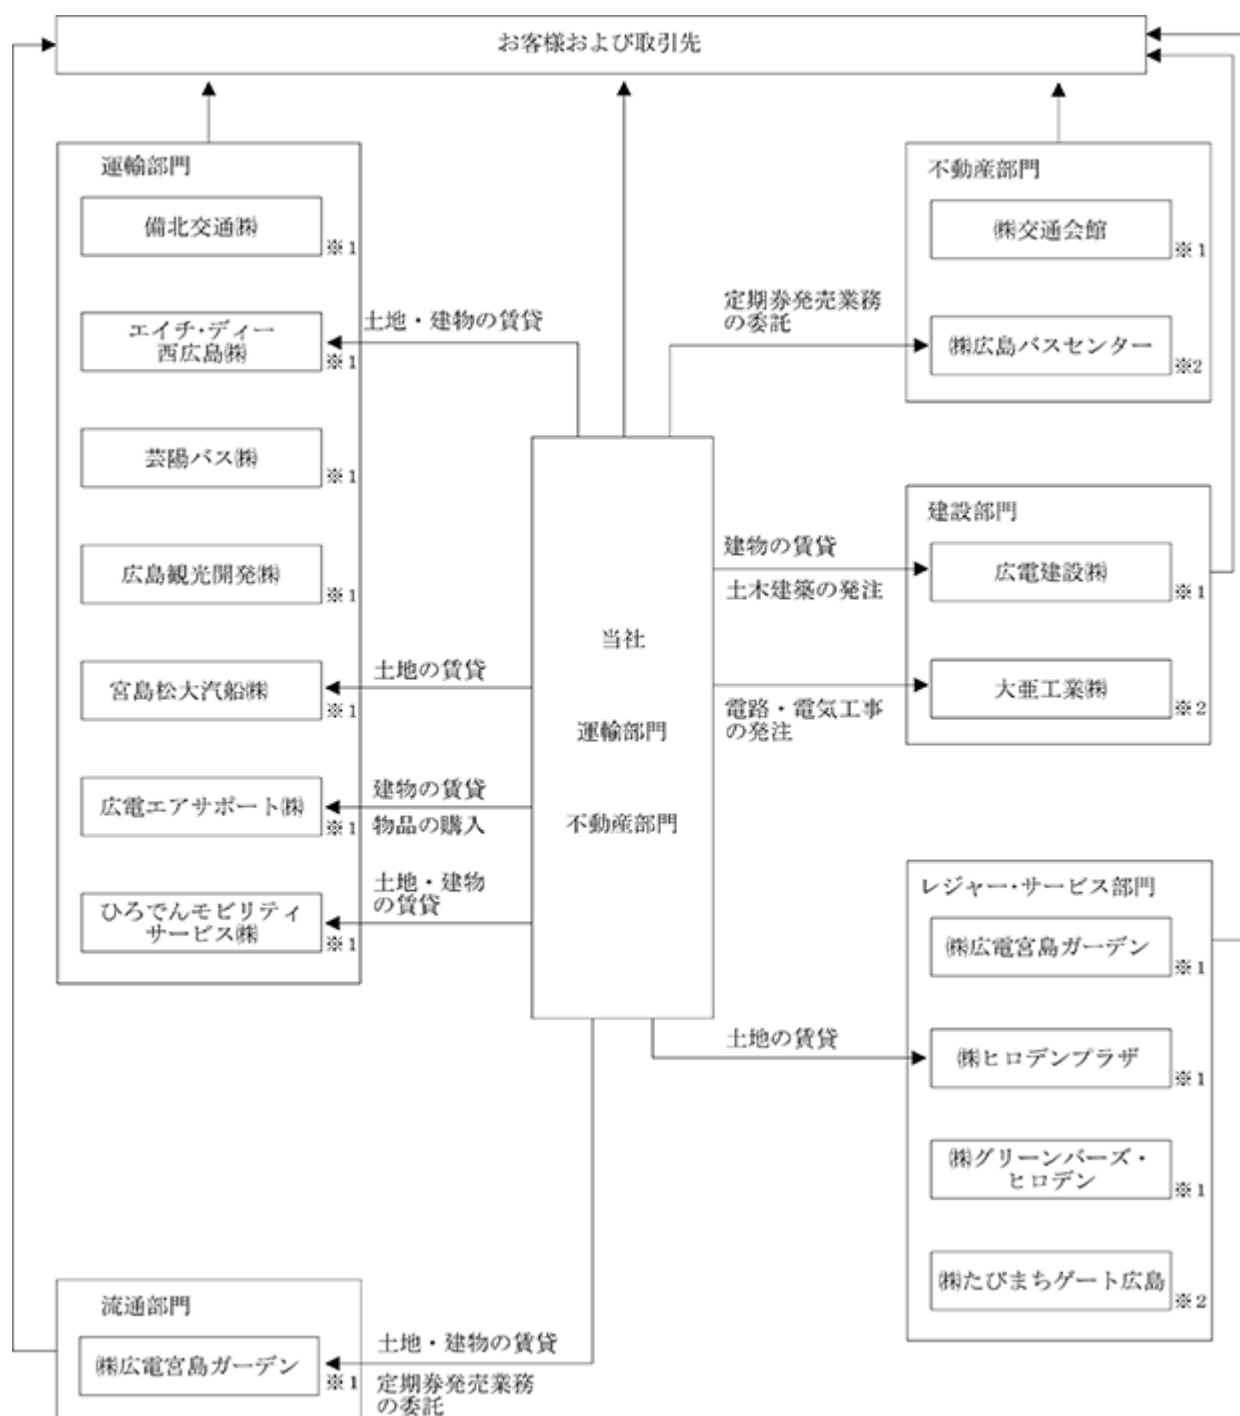 お客様および取引先
運輸部門
備北交通㈱
※1
エイチ・ディー
西広島㈱
※1
芸陽バス㈱
※1
広島観光開発㈱
※1
宮島松大汽船㈱
※1
広電エアサポート㈱
※1
ひろでんモビリティ
サービス㈱
※1
流通部門
㈱広電宮島ガーデン
※1
土地・建物の賃貸
土地の賃貸
建物の賃貸
物品の購入
土地・建物
の賃貸
土地・建物の賃貸
定期券発売業務
の委託
当社
運輸部門
不動産部門
定期券発売業務
の委託
建物の賃貸
土木建築の発注
電路・電気工事
の発注
土地の賃貸
不動産部門
㈱交通会館
※1
㈱広島バスセンター
※2
建設部門
広電建設㈱
※1
大亜工業㈱
※2
レジャー・サービス部門
㈱広電宮島ガーデン
※1
㈱ヒロデンプラザ
※1
㈱グリーンバーズ・
ヒロデン
※1
㈱たびまちゲート広島
※2